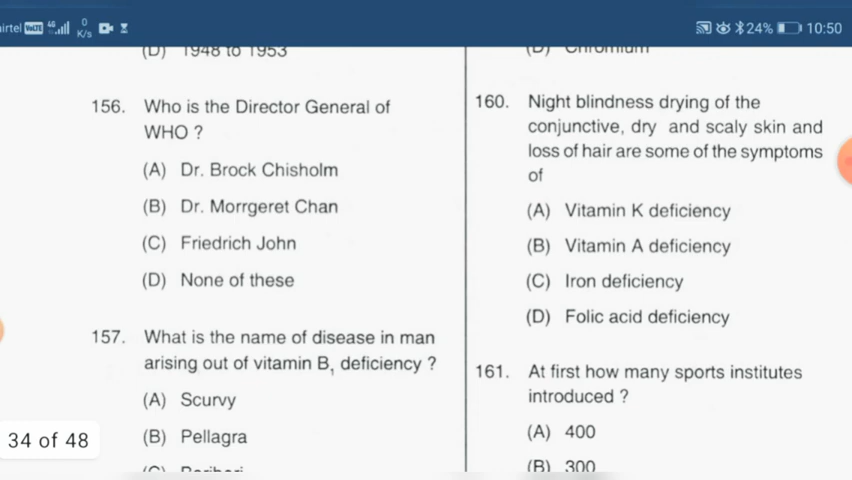 airtel VoLTE 4G 0 K/s 24% 10:50
(D) 1948 to 1953
156. Who is the Director General of
WHO ?
(A) Dr. Brock Chisholm
(B) Dr. Morrgeret Chan
(C) Friedrich John
(D) None of these
157. What is the name of disease in man
arising out of vitamin B₁ deficiency ?
(A) Scurvy
(B) Pellagra
(C) Beriberi
34 of 48
(D) Chromium
160. Night blindness drying of the
conjunctive, dry and scaly skin and
loss of hair are some of the symptoms
of
(A) Vitamin K deficiency
(B) Vitamin A deficiency
(C) Iron deficiency
(D) Folic acid deficiency
161. At first how many sports institutes
introduced ?
(A) 400
(B) 300